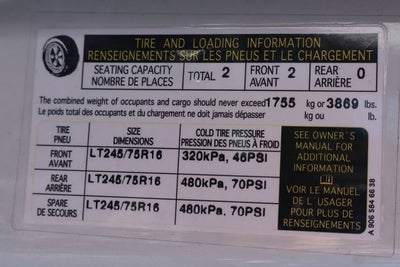 TIRE AND LOADING INFORMATION
RENSEIGNEMENTS SUR LES PNEUS ET LE CHARGEMENT
SEATING CAPACITY TOTAL 2 FRONT 2 REAR 0
NOMBRE DE PLACES AVANT ARRIÈRE
The combined weight of occupants and cargo should never exceed 1755 kg or 3869 lbs.
Le poids total des occupants et du chargement ne doit jamais dépasser kg ou lb.
TIRE SIZE COLD TIRE PRESSURE
PNEU DIMENSIONS PRESSION DES PNEUS À FROID
FRONT LT245/75R16 320kPa, 46PSI
AVANT
REAR LT245/75R16 480kPa, 70PSI
ARRIÈRE
SPARE LT245/75R16 480kPa, 70PSI
DE SECOURS
SEE OWNER'S
MANUAL FOR
ADDITIONAL
INFORMATION
VOIR LE MANUEL
DE L'USAGER
POUR PLUS DE
RENSEIGNEMENTS
A 906 584 66 38